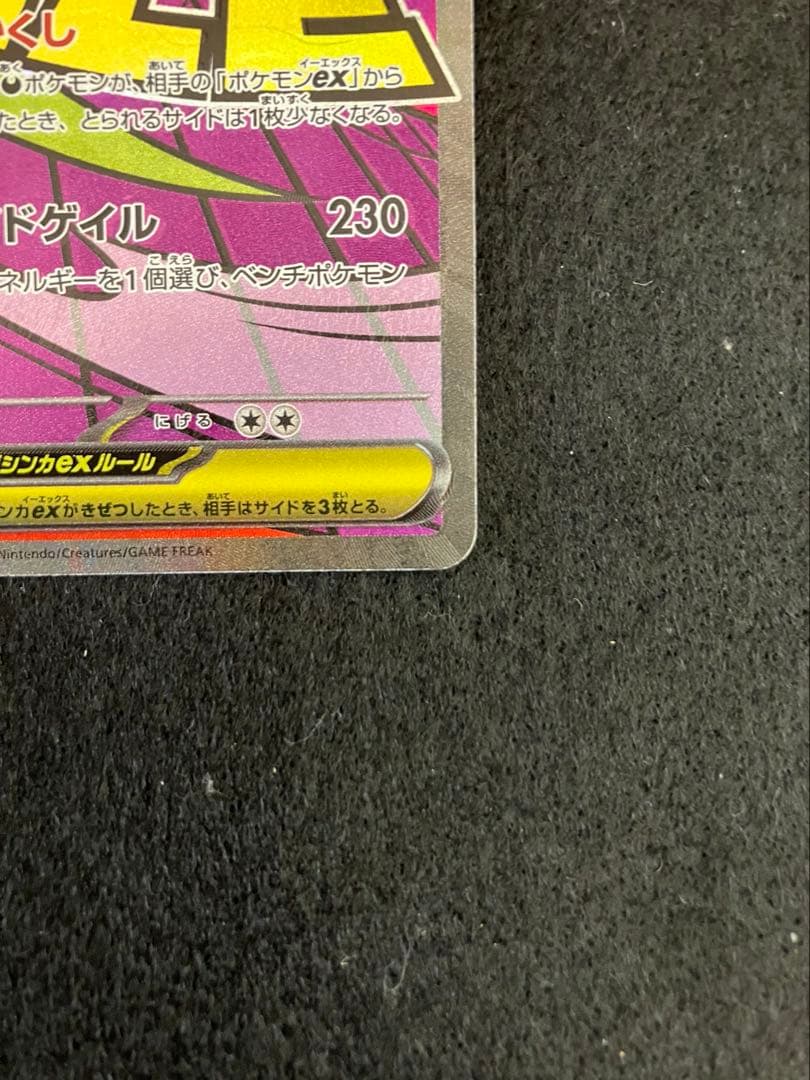 くし
ポケモンが、相手の「ポケモンex」から
たとき、とられるサイドは1枚少なくなる。
ドゲイル 230
ネルギーを1個選び、ベンチポケモン
にげる
シンカexルール
ンカexがきぜつしたとき、相手はサイドを3枚とる。
Nintendo/Creatures/GAME FREAK